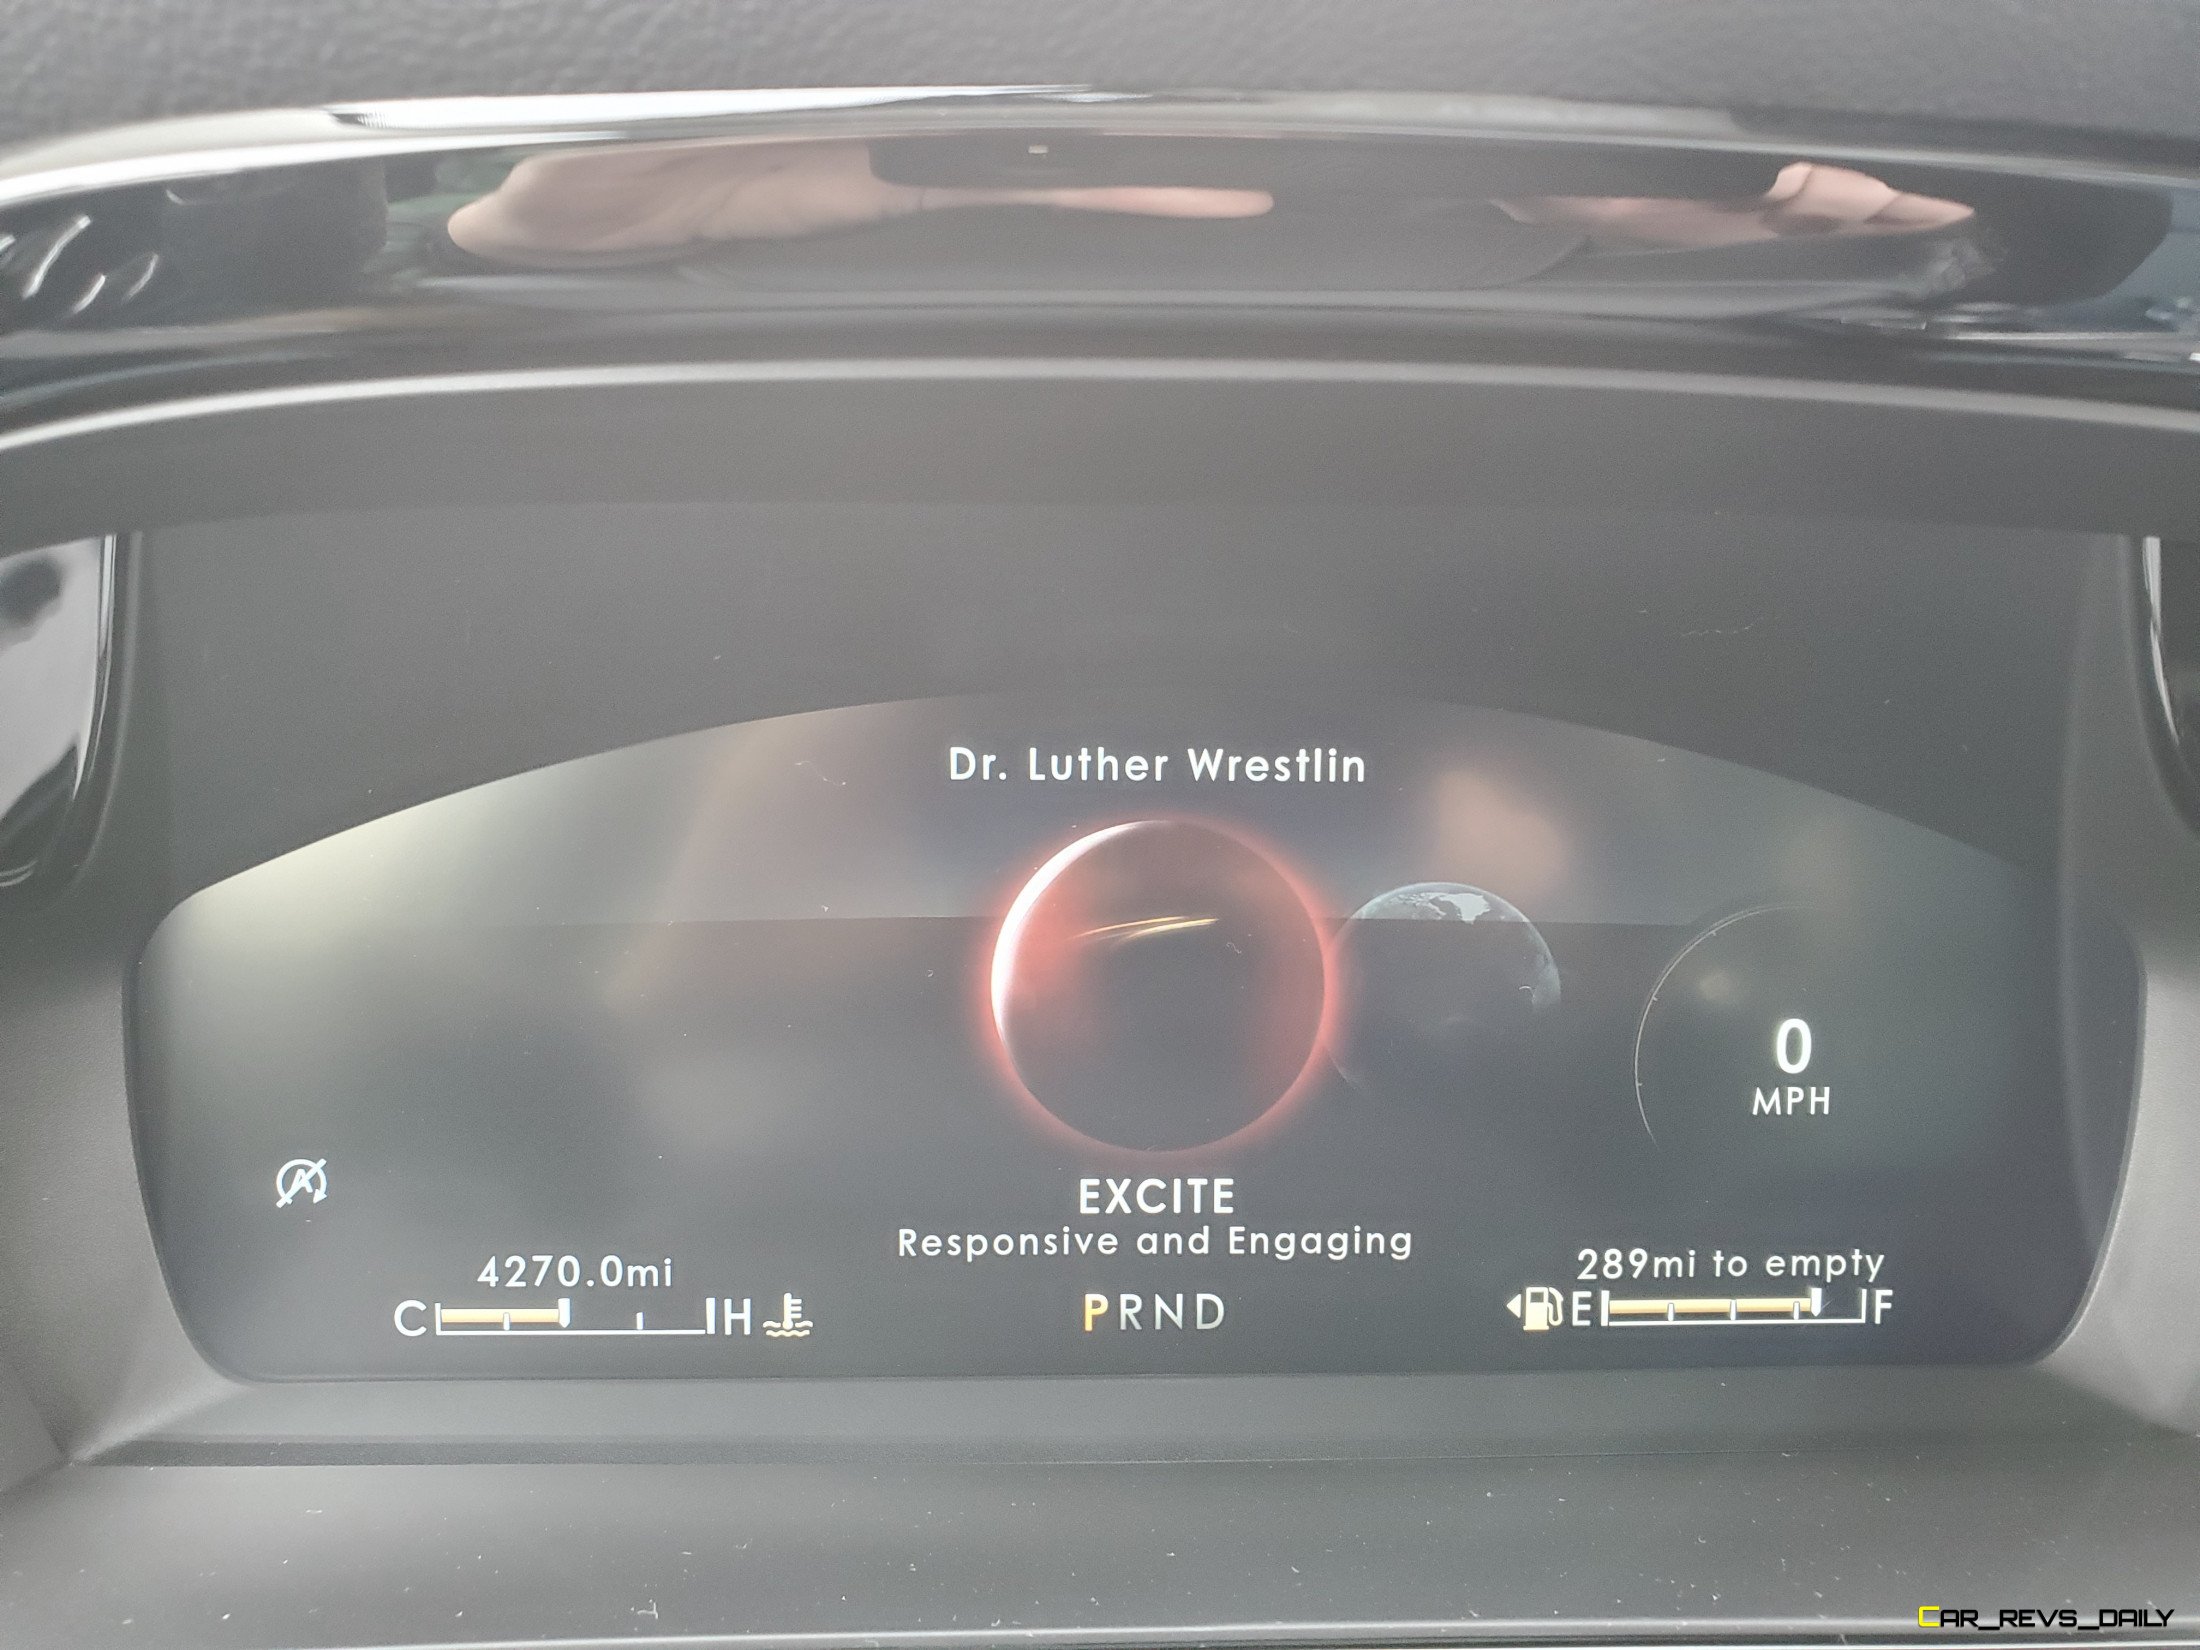 Dr. Luther Wrestlin
0
MPH
EXCITE
Responsive and Engaging
4270.0mi
289mi to empty
C H
PRND
E F
CAR_REVS_DAILY